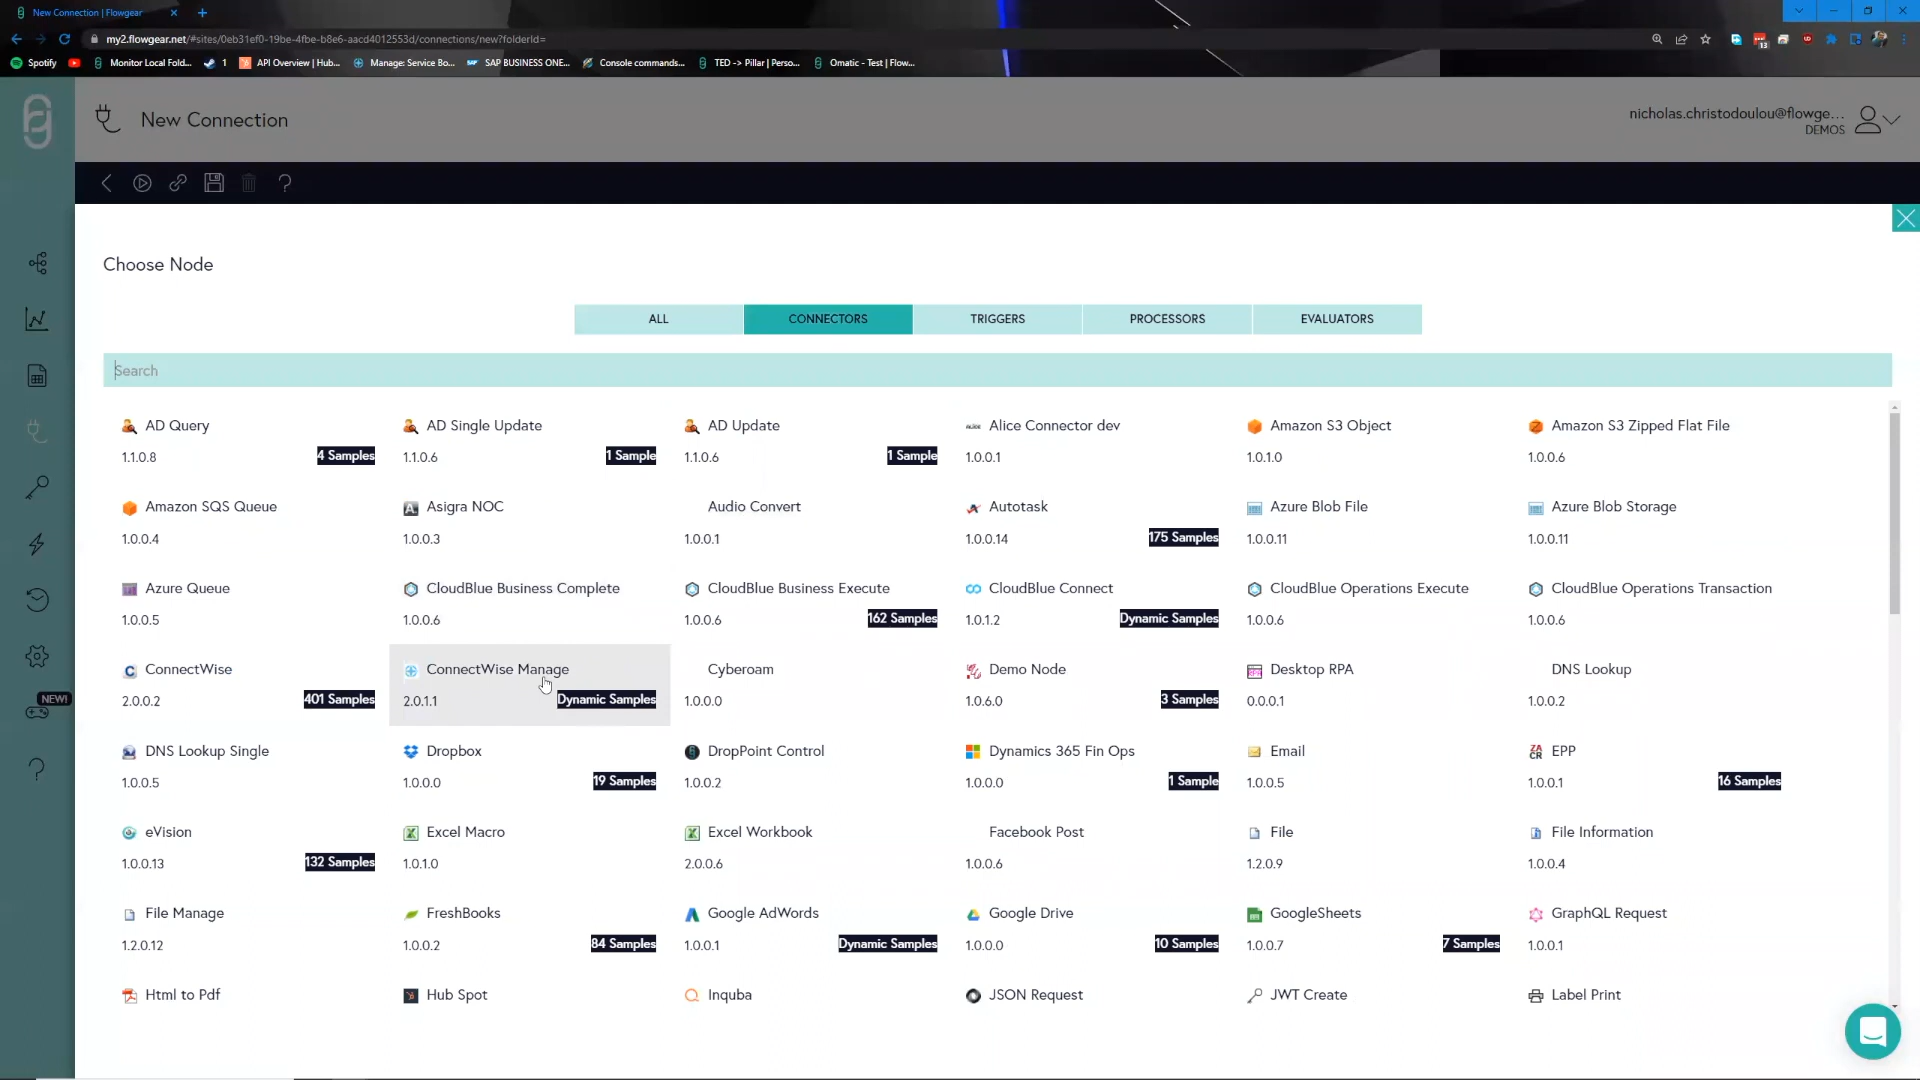 New Connection | Flowgear
my2.flowgear.net/#sites/0eb31ef0-19be-4fbe-b8e6-aacd4012553d/connections/new?folderId=
13
Spotify 1 API Overview | Hub... Manage: Service Bo... SAP BUSINESS ONE... Console commands... TED -> Pillar | Perso... Omatic - Test | Flow... Monitor Local Fold...
New Connection
nicholas.christodoulou@flowge...
DEMOS
Choose Node
ALL CONNECTORS TRIGGERS PROCESSORS EVALUATORS
Search
AD Query AD Single Update AD Update Alice Connector dev Amazon S3 Object Amazon S3 Zipped Flat File
1.1.0.8 4 Samples 1.1.0.6 1 Sample 1.1.0.6 1 Sample 1.0.0.1 1.0.1.0 1.0.0.6
Amazon SQS Queue Asigra NOC Audio Convert Autotask Azure Blob File Azure Blob Storage
1.0.0.4 1.0.0.3 1.0.0.1 1.0.0.14 175 Samples 1.0.0.11 1.0.0.11
Azure Queue CloudBlue Business Complete CloudBlue Business Execute CloudBlue Connect CloudBlue Operations Execute CloudBlue Operations Transaction
1.0.0.5 1.0.0.6 1.0.0.6 162 Samples 1.0.1.2 Dynamic Samples 1.0.0.6 1.0.0.6
ConnectWise ConnectWise Manage Cyberoam Demo Node Desktop RPA DNS Lookup
2.0.0.2 401 Samples 2.0.1.1 Dynamic Samples 1.0.0.0 1.0.6.0 3 Samples 0.0.0.1 1.0.0.2
NEW!
DNS Lookup Single Dropbox DropPoint Control Dynamics 365 Fin Ops Email EPP
1.0.0.5 1.0.0.0 19 Samples 1.0.0.2 1.0.0.0 1 Sample 1.0.0.5 1.0.0.1 16 Samples
eVision Excel Macro Excel Workbook Facebook Post File File Information
1.0.0.13 132 Samples 1.0.1.0 2.0.0.6 1.0.0.6 1.2.0.9 1.0.0.4
File Manage FreshBooks Google AdWords Google Drive GoogleSheets GraphQL Request
1.2.0.12 1.0.0.2 84 Samples 1.0.0.1 Dynamic Samples 1.0.0.0 10 Samples 1.0.0.7 7 Samples 1.0.0.1
Html to Pdf Hub Spot Inquba JSON Request JWT Create Label Print